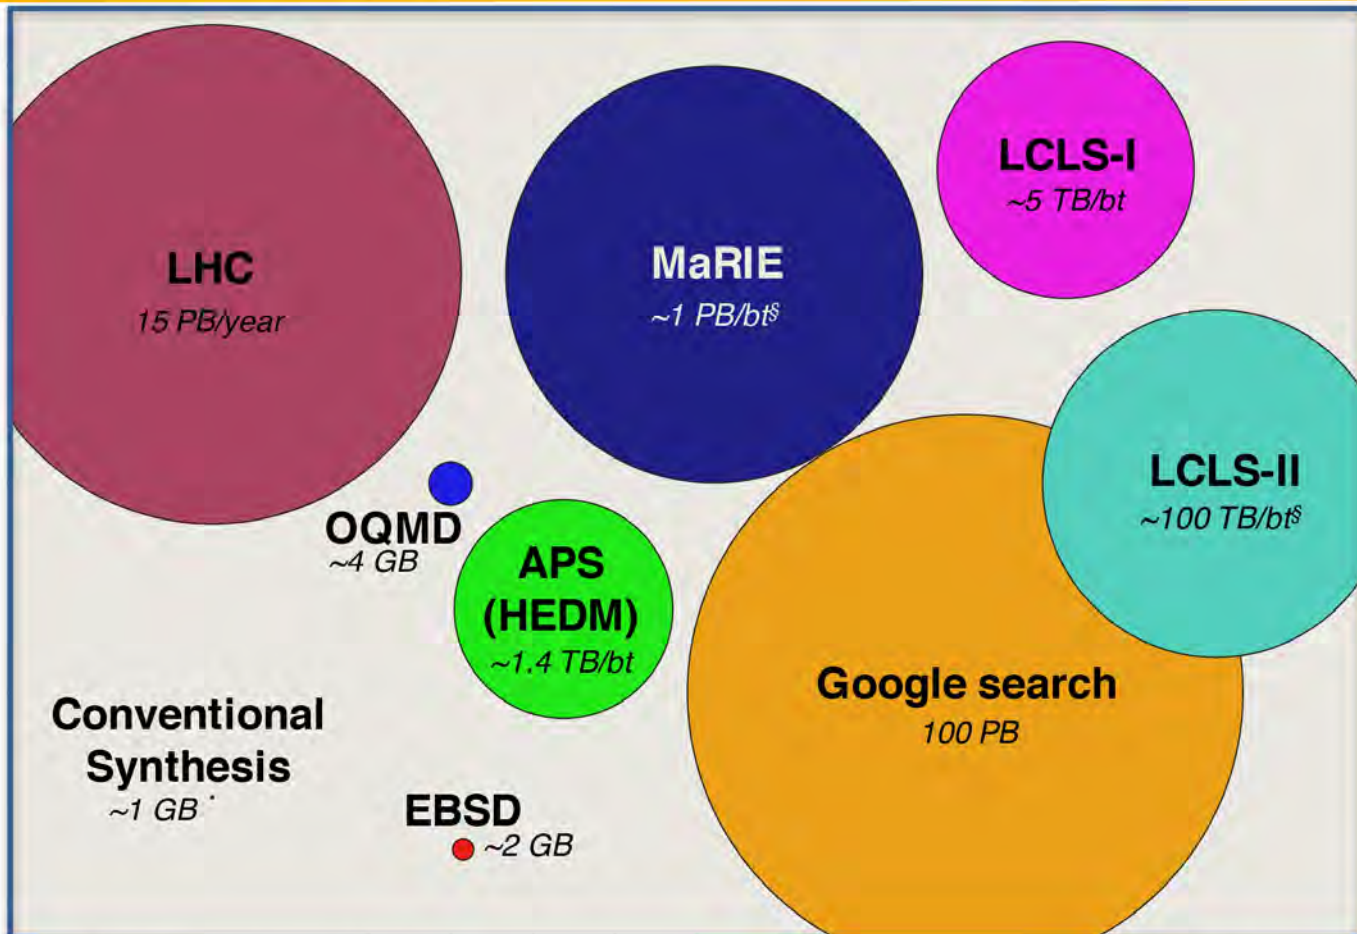 LHC
15 PB/year
MaRIE
~1 PB/bt§
LCLS-I
~5 TB/bt
LCLS-II
~100 TB/bt§
OQMD
~4 GB
APS
(HEDM)
~1.4 TB/bt
Google search
100 PB
Conventional
Synthesis
~1 GB
EBSD
~2 GB